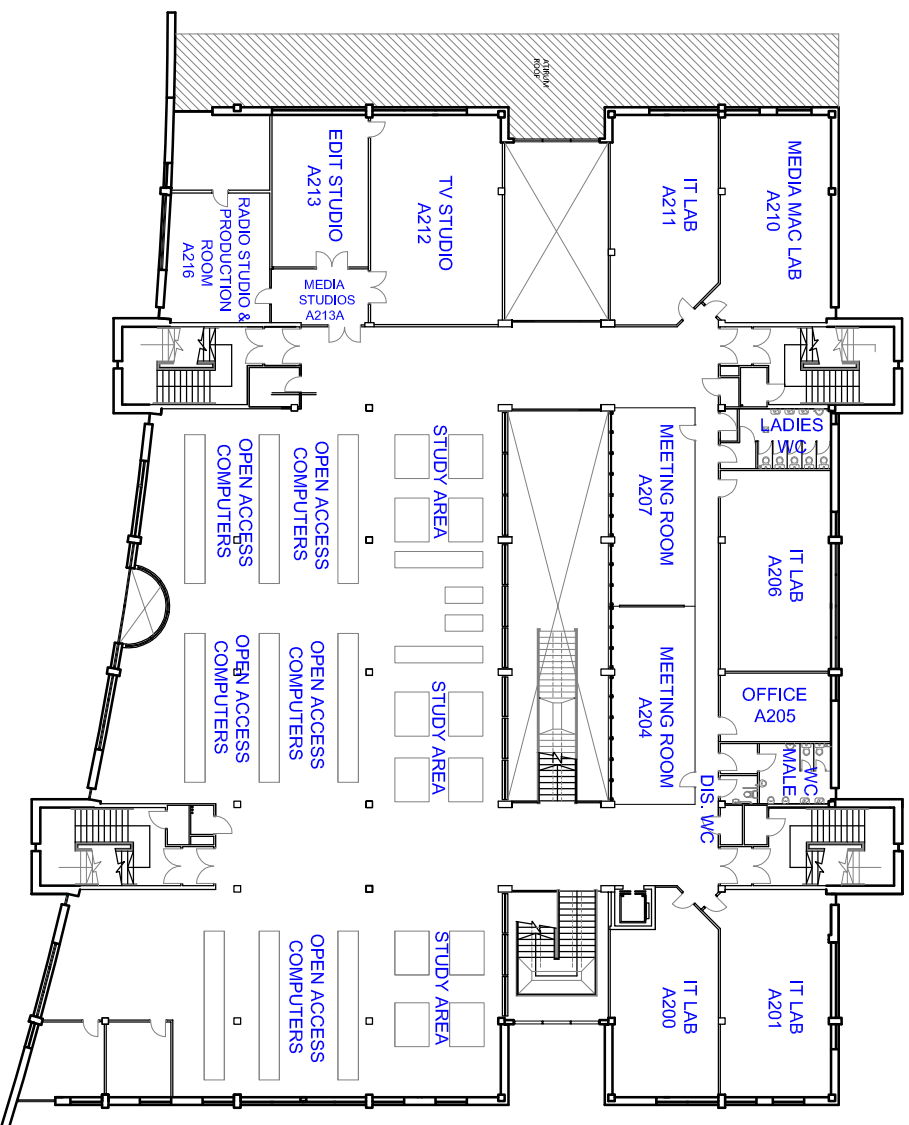 ATIRUM
ROOF
EDIT STUDIO
A213
TV STUDIO
A212
IT LAB
A211
MEDIA MAC LAB
A210
RADIO STUDIO &
PRODUCTION
ROOM
A216
MEDIA
STUDIOS
A213A
OPEN ACCESS
COMPUTERS
OPEN ACCESS
COMPUTERS
STUDY AREA
MEETING ROOM
A207
LADIES
WC
IT LAB
A206
OPEN ACCESS
COMPUTERS
OPEN ACCESS
COMPUTERS
STUDY AREA
MEETING ROOM
A204
OFFICE
A205
WC
MALE
DIS. WC
OPEN ACCESS
COMPUTERS
STUDY AREA
IT LAB
A200
IT LAB
A201